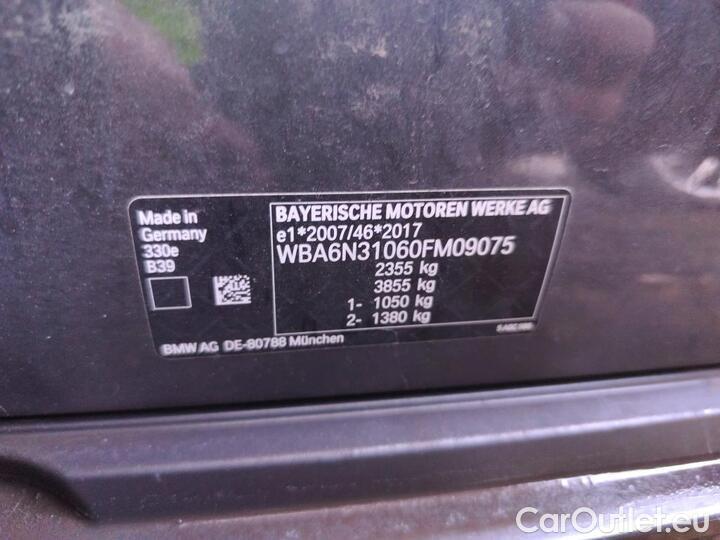 Made in
Germany
330e
B39
BAYERISCHE MOTOREN WERKE AG
e1*2007/46*2017
WBA6N31060FM09075
2355 kg
3855 kg
1- 1050 kg
2- 1380 kg
BMW AG DE-80788 München
CarOutlet.eu